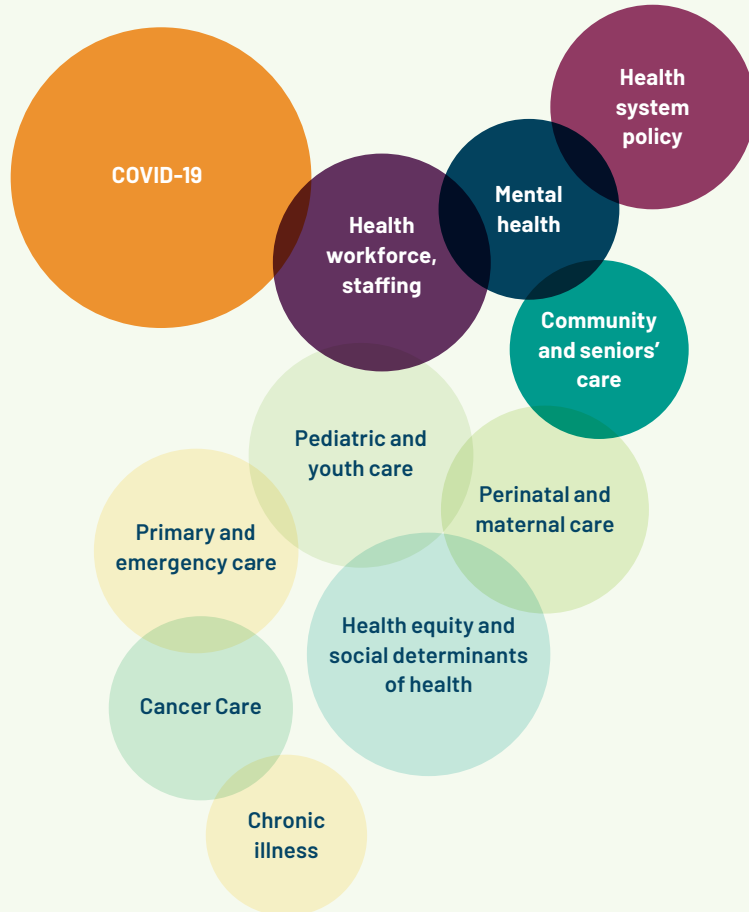 COVID-19
Health
system
policy
Mental
health
Health
workforce,
staffing
Community
and seniors’
care
Pediatric and
youth care
Perinatal and
maternal care
Primary and
emergency care
Health equity and
social determinants
of health
Cancer Care
Chronic
illness